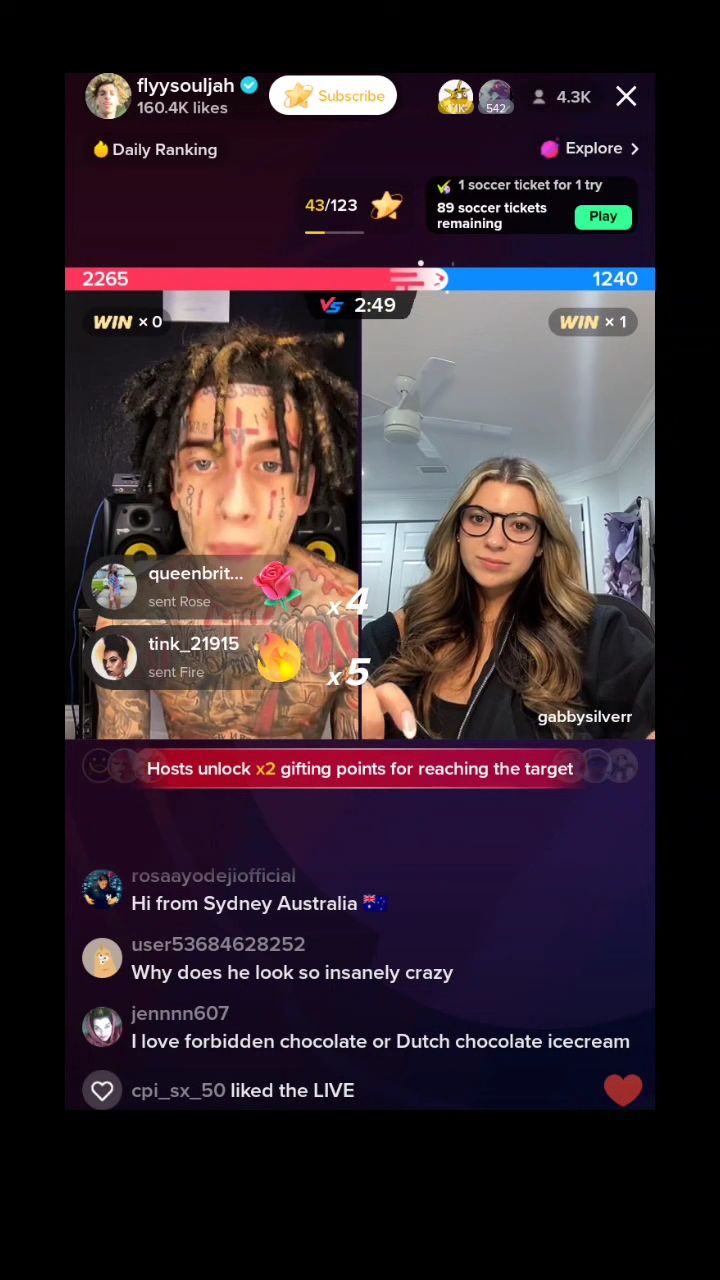 flyysouljah
160.4K likes
Subscribe
542
4.3K
Daily Ranking
Explore
43/123
1 soccer ticket for 1 try
89 soccer tickets
remaining
Play
2265
1240
VS 2:49
WIN × 0
WIN × 1
queenbrit...
sent Rose
x4
tink_21915
sent Fire
x5
gabbysilverr
Hosts unlock x2 gifting points for reaching the target
rosaayodejiofficial
Hi from Sydney Australia 🇦🇺
user53684628252
Why does he look so insanely crazy
jennnn607
I love forbidden chocolate or Dutch chocolate icecream
cpi_sx_50 liked the LIVE